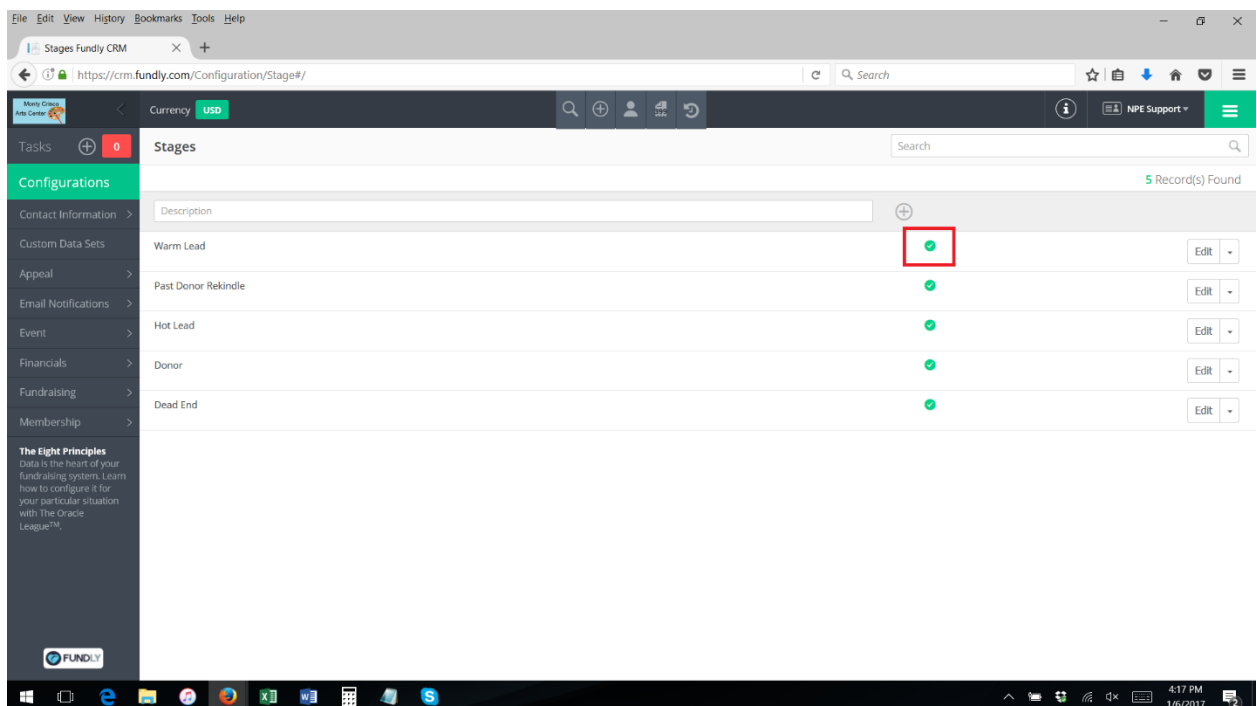 File Edit View History Bookmarks Tools Help
Stages Fundly CRM
https://crm.fundly.com/Configuration/Stage#/
Search
Monty Crisco
Arts Center
Currency USD
NPE Support
Tasks 0
Stages
Search
Configurations
5 Record(s) Found
Contact Information
Description
Custom Data Sets
Warm Lead
Edit
Appeal
Past Donor Rekindle
Edit
Email Notifications
Event
Hot Lead
Edit
Financials
Donor
Edit
Fundraising
Dead End
Edit
Membership
The Eight Principles
Data is the heart of your
fundraising system. Learn
how to configure it for
your particular situation
with The Oracle
League™.
FUNDLY
4:17 PM
1/6/2017